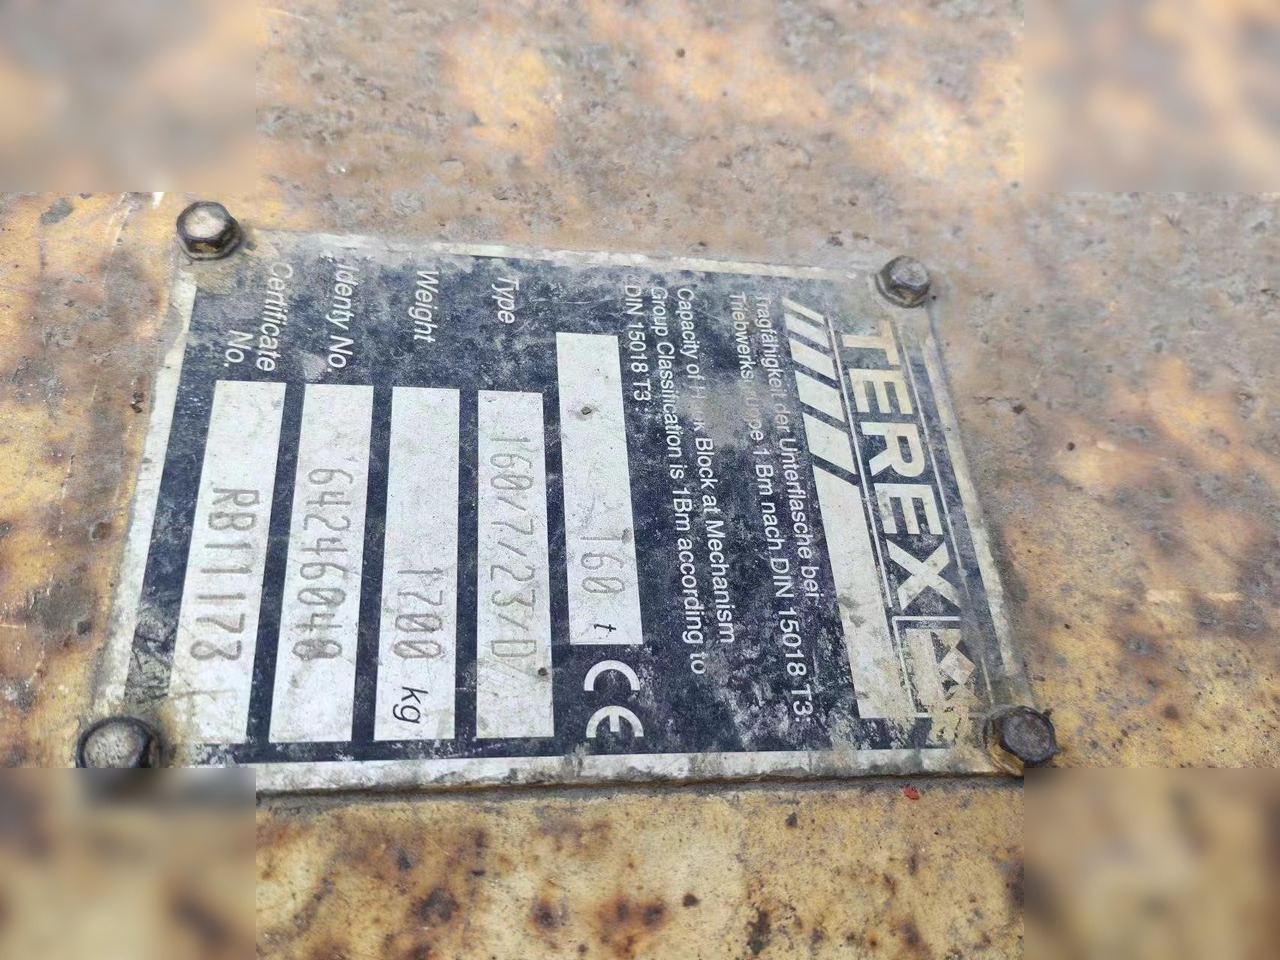 TEREX
Tragfähigkeit der Unterflasche bei
Triebwerksgruppe 1 Bm nach DIN 15018 T3:
Capacity of Hook Block at Mechanism
Group Classification is 1Bm according to
DIN 15018 T3:
160 t
CE
Type 160/7/23/D/
Weight 1700 kg
Identy No. 64246048
Certificate No. RB11173